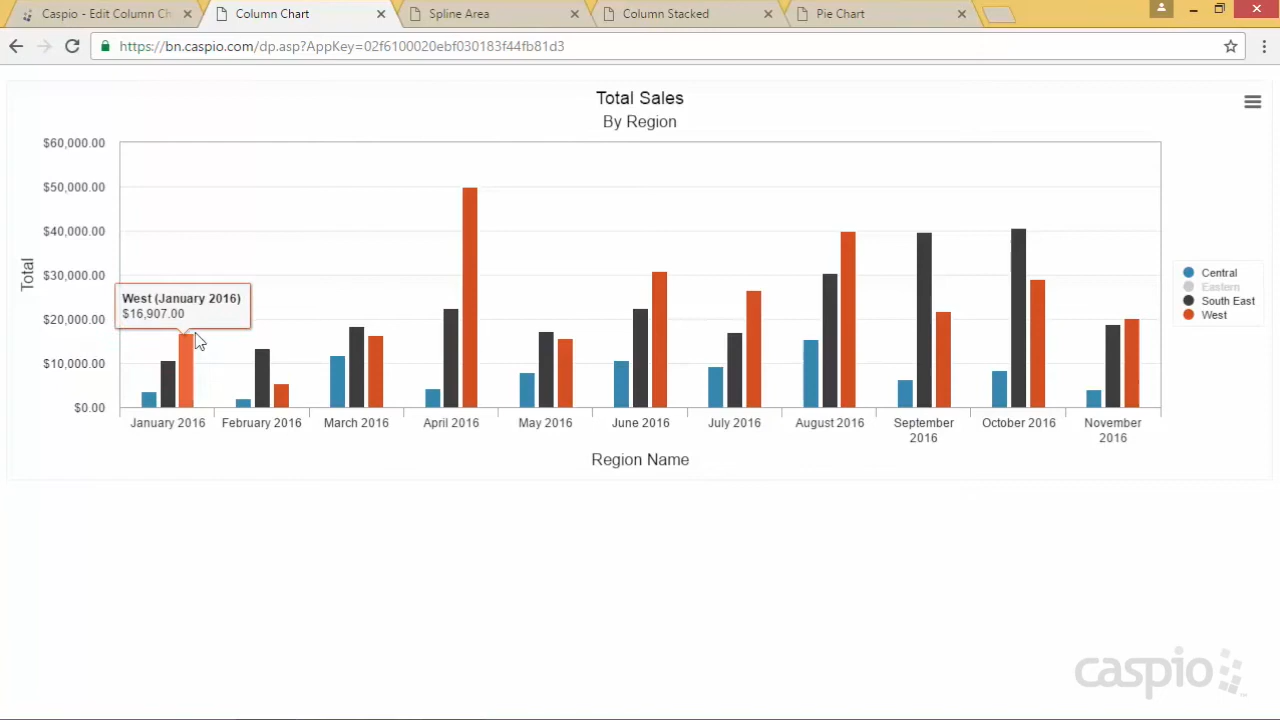 Caspio - Edit Column Ch
Column Chart
Spline Area
Column Stacked
Pie Chart
https://bn.caspio.com/dp.asp?AppKey=02f6100020ebf030183f44fb81d3
Total Sales
By Region
$60,000.00
$50,000.00
$40,000.00
$30,000.00
$20,000.00
$10,000.00
$0.00
Total
West (January 2016)
$16,907.00
Central
Eastern
South East
West
January 2016
February 2016
March 2016
April 2016
May 2016
June 2016
July 2016
August 2016
September
2016
October 2016
November
2016
Region Name
caspio